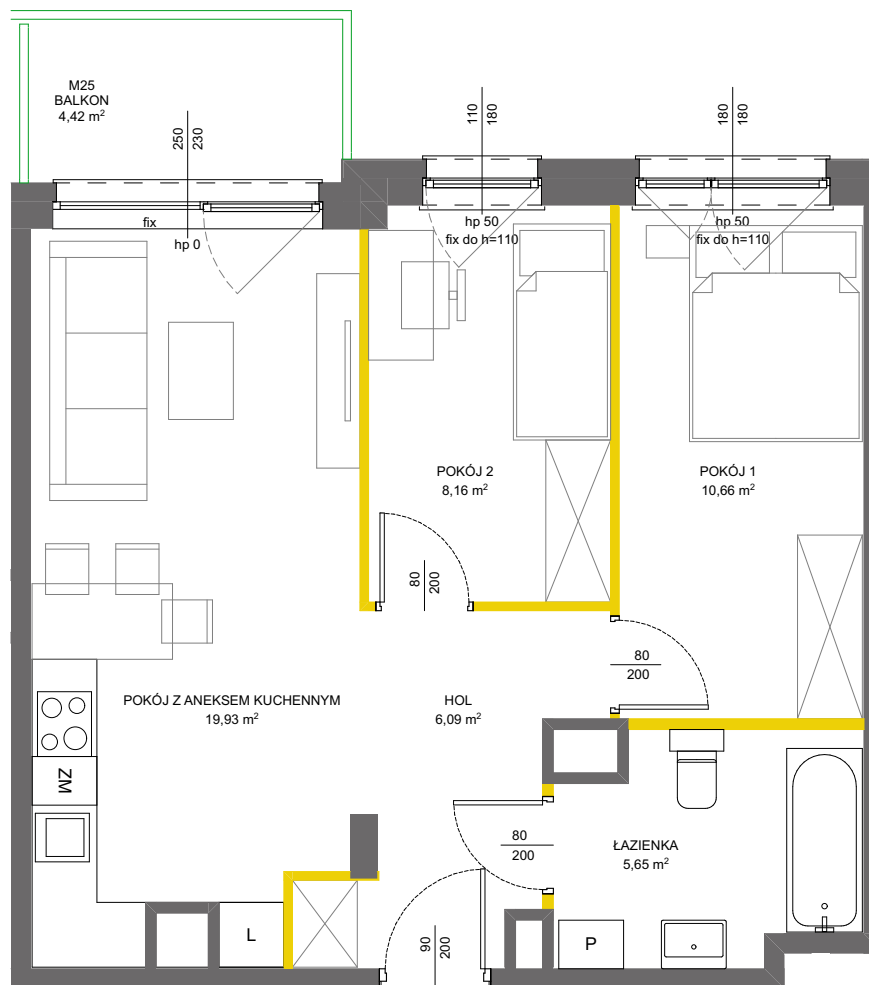 M25
BALKON
4,42 m²
250
230
110
180
180
180
fix
hp 0
hp 50
fix do h=110
hp 50
fix do h=110
POKÓJ 2
8,16 m²
POKÓJ 1
10,66 m²
80
200
80
200
POKÓJ Z ANEKSEM KUCHENNYM
19,93 m²
HOL
6,09 m²
ZM
80
200
ŁAZIENKA
5,65 m²
L
90
200
P